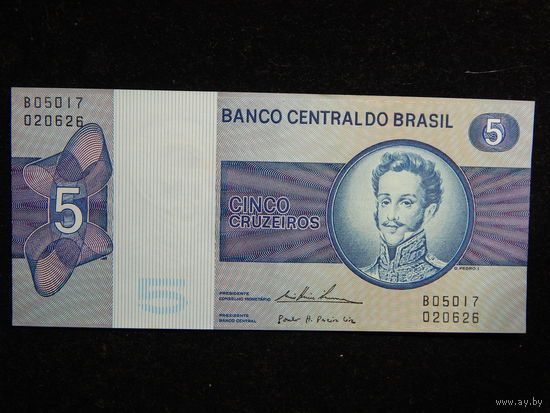 B05017
020626
BANCO CENTRAL DO BRASIL
5
5
CINCO
CRUZEIROS
D. PEDRO I
PRESIDENTE
CONSELHO MONETÁRIO
PRESIDENTE
BANCO CENTRAL
5
B05017
020626
www.ay.by